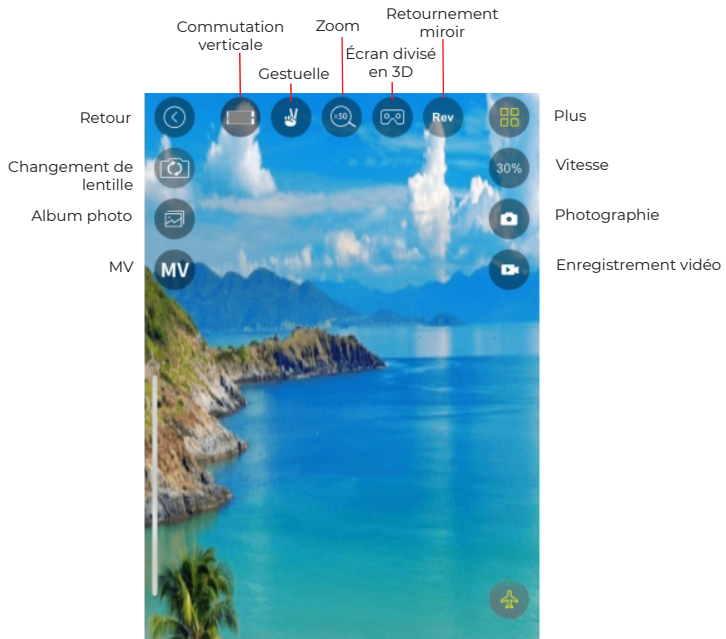 Commutation
verticale
Gestuelle
Zoom
Écran divisé
en 3D
Retournement
miroir
Retour
x50
Rev
Plus
Changement de
lentille
30%
Vitesse
Album photo
Photographie
MV
MV
Enregistrement vidéo